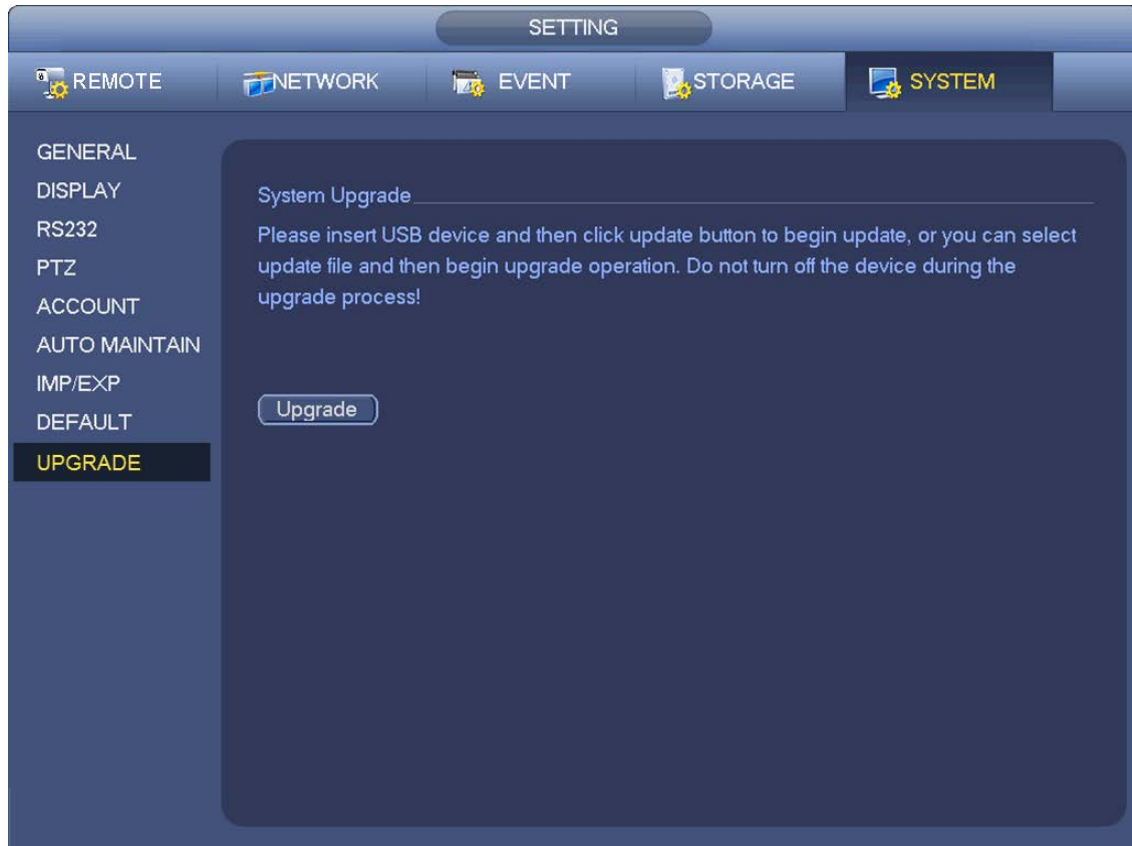 SETTING
REMOTE
NETWORK
EVENT
STORAGE
SYSTEM
GENERAL
DISPLAY
RS232
PTZ
ACCOUNT
AUTO MAINTAIN
IMP/EXP
DEFAULT
UPGRADE
System Upgrade
Please insert USB device and then click update button to begin update, or you can select
update file and then begin upgrade operation. Do not turn off the device during the
upgrade process!
Upgrade